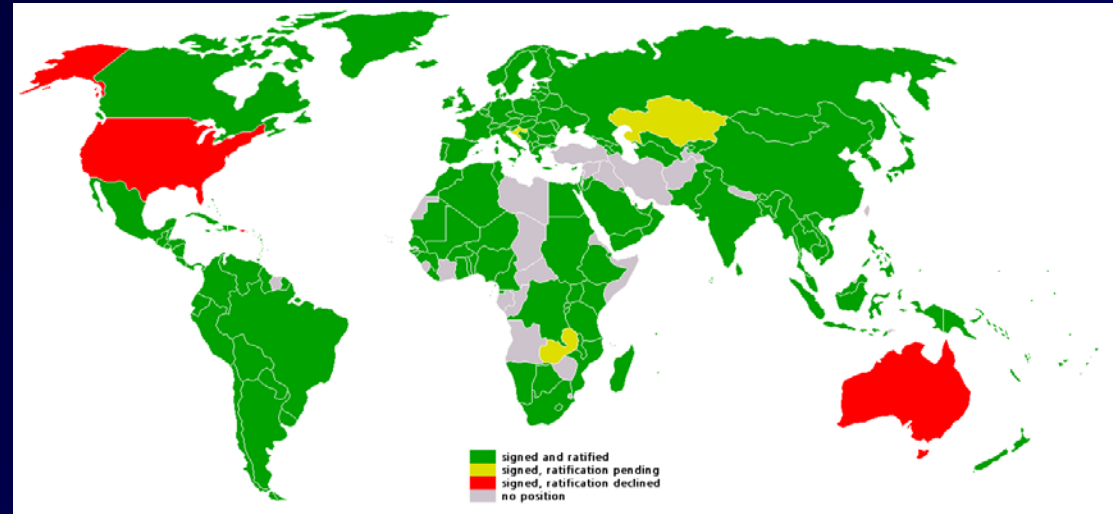 signed and ratified
signed, ratification pending
signed, ratification declined
no position